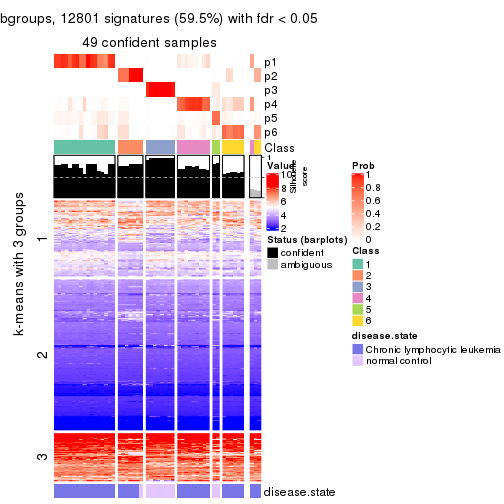 bgroups, 12801 signatures (59.5%) with fdr < 0.05
49 confident samples
p1
p2
p3
p4
p5
p6
Class
1
Silhouette
score
Value
10
8
6
4
2
Status (barplots)
confident
ambiguous
Prob
1
0.8
0.6
0.4
0.2
0
Class
1
2
3
4
5
6
disease.state
Chronic lymphocytic leukemia
normal control
k-means with 3 groups
1
2
3
disease.state